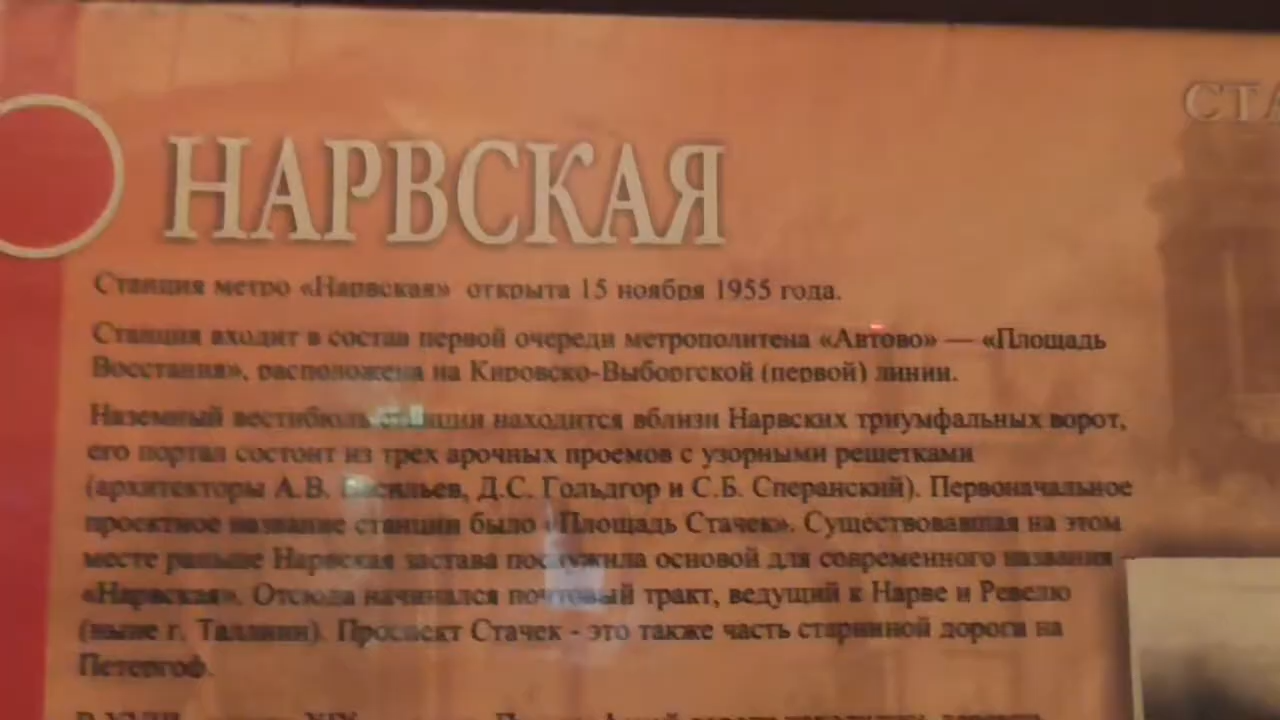 СТА
НАРВСКАЯ
Станция метро «Нарвская» открыта 15 ноября 1955 года.
Станция входит в состав первой очереди метрополитена «Автово» — «Площадь
Восстания», расположена на Кировско-Выборгской (первой) линии.
Наземный вестибюль станции находится вблизи Нарвских триумфальных ворот,
его портал состоит из трех арочных проемов с узорными решетками
(архитекторы А.В. Васильев, Д.С. Гольдгор и С.Б. Сперанский). Первоначальное
проектное название станции было «Площадь Стачек». Существовавшая на этом
месте раньше Нарвская застава послужила основой для современного названия
«Нарвская». Отсюда начинался почтовый тракт, ведущий к Нарве и Ревелю
(ныне г. Таллинн). Проспект Стачек - это также часть старинной дороги на
Петергоф.